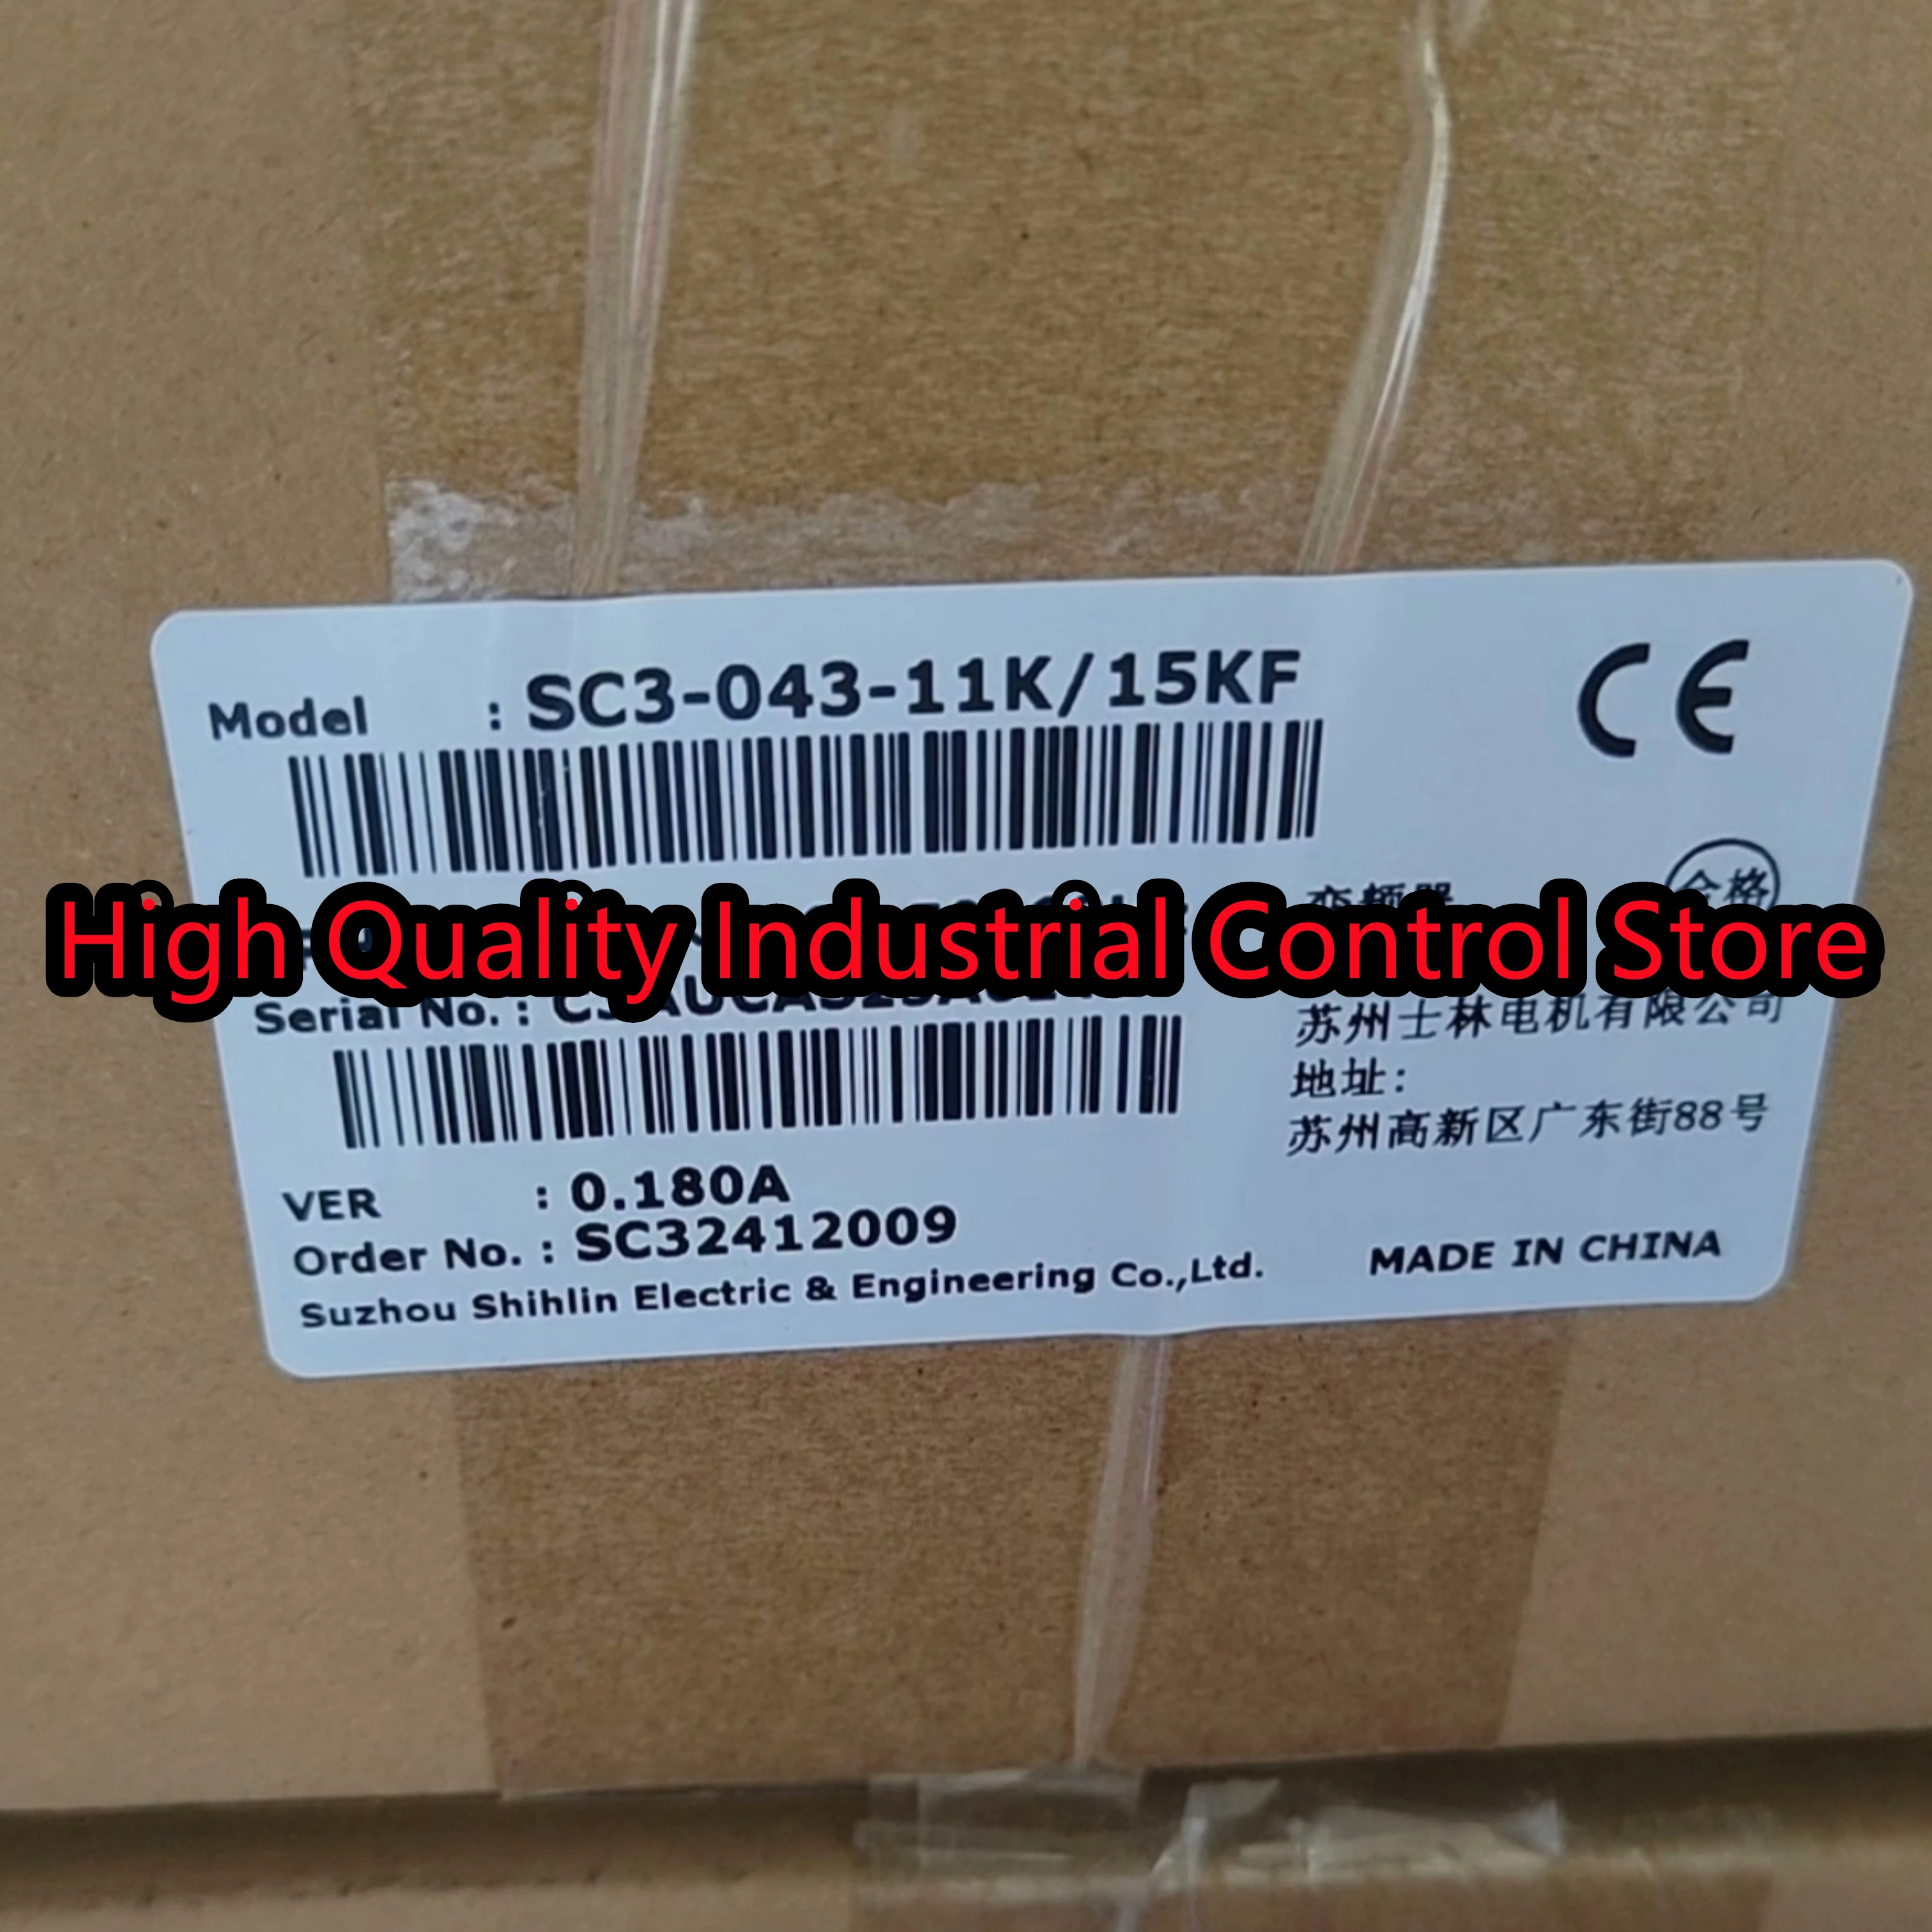 Model : SC3-043-11K/15KF
CE
变频器
合格
High Quality Industrial Control Store
Serial No. :
苏州士林电机有限公司
地址:
苏州高新区广东街88号
VER : 0.180A
Order No. : SC32412009
Suzhou Shihlin Electric & Engineering Co.,Ltd.
MADE IN CHINA